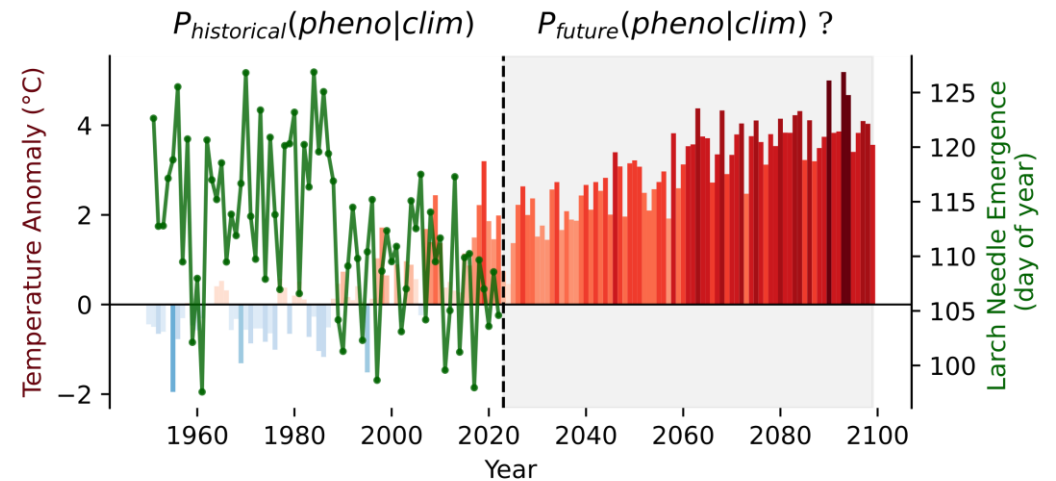 P_historical(pheno|clim)
P_future(pheno|clim) ?
Temperature Anomaly (°C)
4
2
0
−2
125
120
115
110
105
100
Larch Needle Emergence
(day of year)
1960 1980 2000 2020 2040 2060 2080 2100
Year